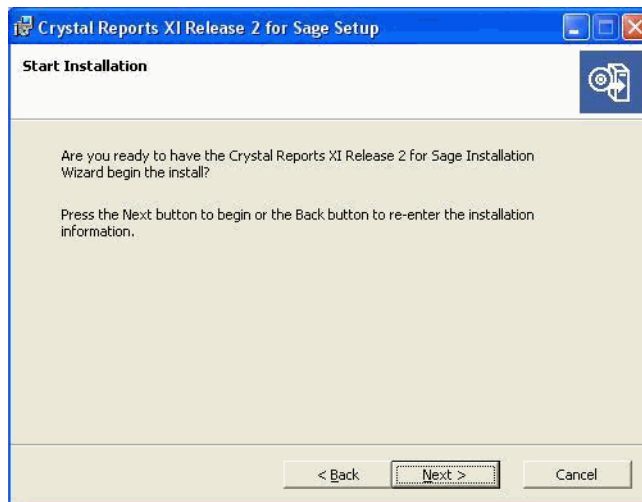 Crystal Reports XI Release 2 for Sage Setup
Start Installation
Are you ready to have the Crystal Reports XI Release 2 for Sage Installation
Wizard begin the install?
Press the Next button to begin or the Back button to re-enter the installation
information.
< Back Next > Cancel